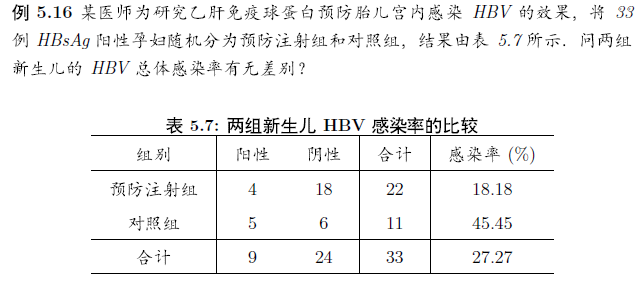 例 5.16 某医师为研究乙肝免疫球蛋白预防胎儿宫内感染 HBV 的效果，将 33
例 HBsAg 阳性孕妇随机分为预防注射组和对照组，结果由表 5.7 所示．问两组
新生儿的 HBV 总体感染率有无差别？
表 5.7: 两组新生儿 HBV 感染率的比较
组别 阳性 阴性 合计 感染率 (%)
预防注射组 4 18 22 18.18
对照组 5 6 11 45.45
合计 9 24 33 27.27